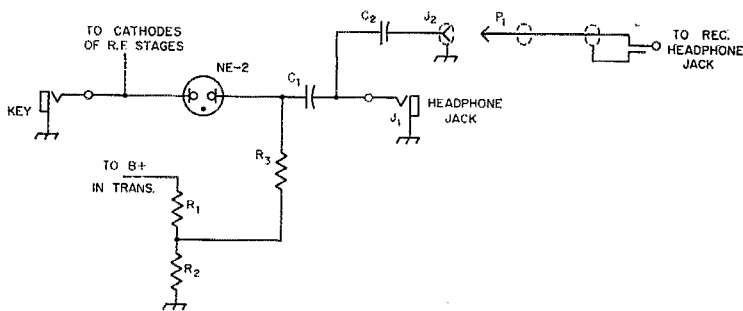 TO CATHODES
OF R.F. STAGES
NE-2
C1
C2
J2
P1
TO REC.
HEADPHONE
JACK
KEY
HEADPHONE
JACK
J1
R3
TO B+
IN TRANS.
R1
R2